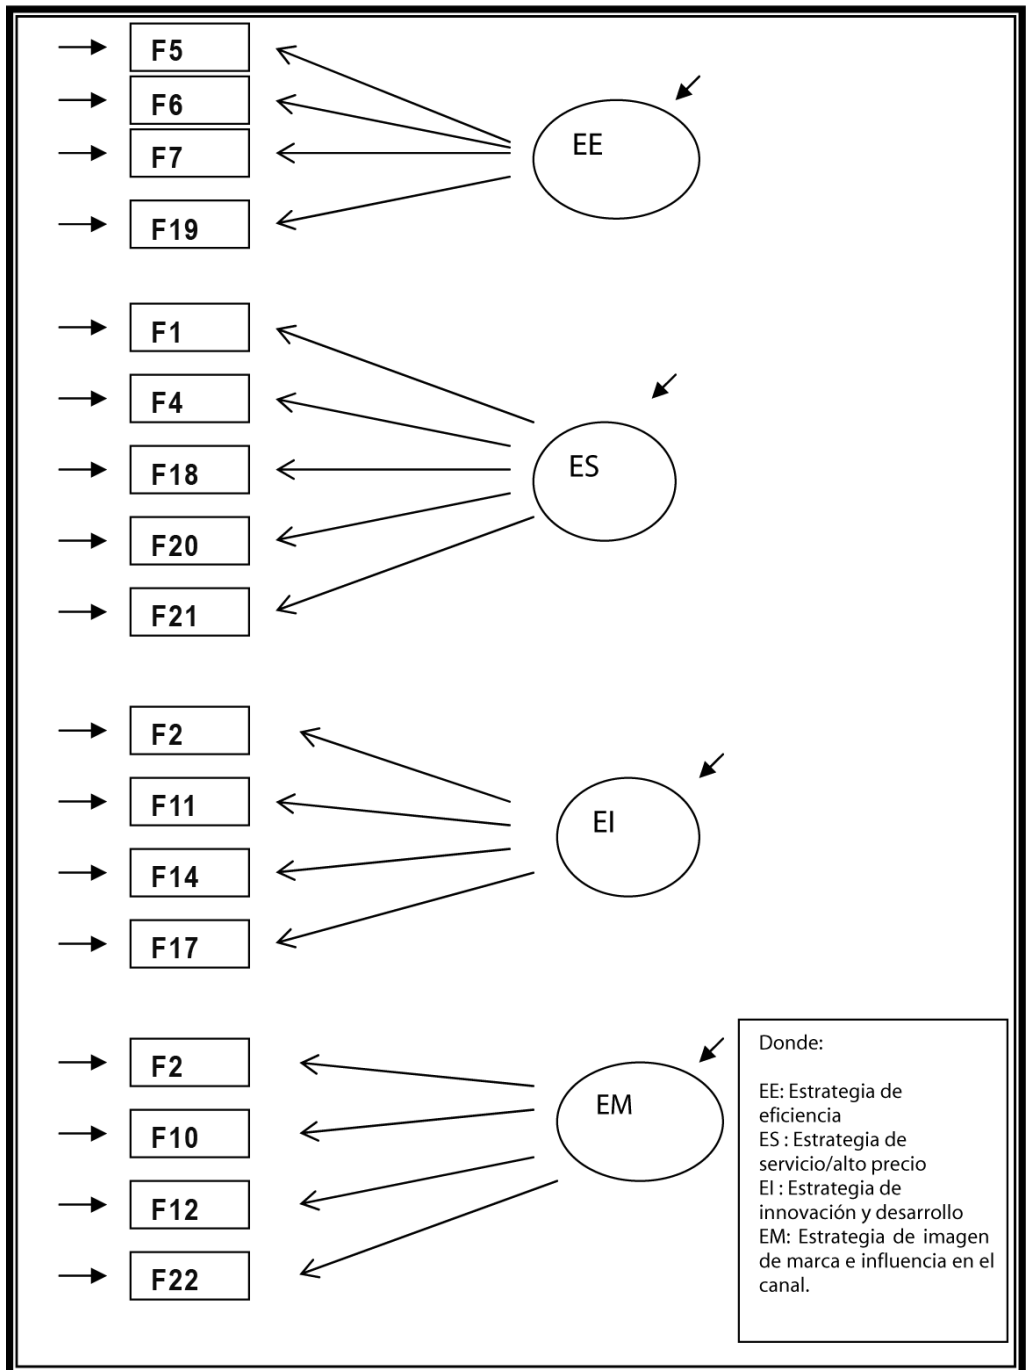 F5
F6
EE
F7
F19
F1
F4
ES
F18
F20
F21
F2
F11
EI
F14
F17
F2
EM
F10
F12
F22
Donde:
EE: Estrategia de
eficiencia
ES : Estrategia de
servicio/alto precio
EI : Estrategia de
innovación y desarrollo
EM: Estrategia de imagen
de marca e influencia en el
canal.